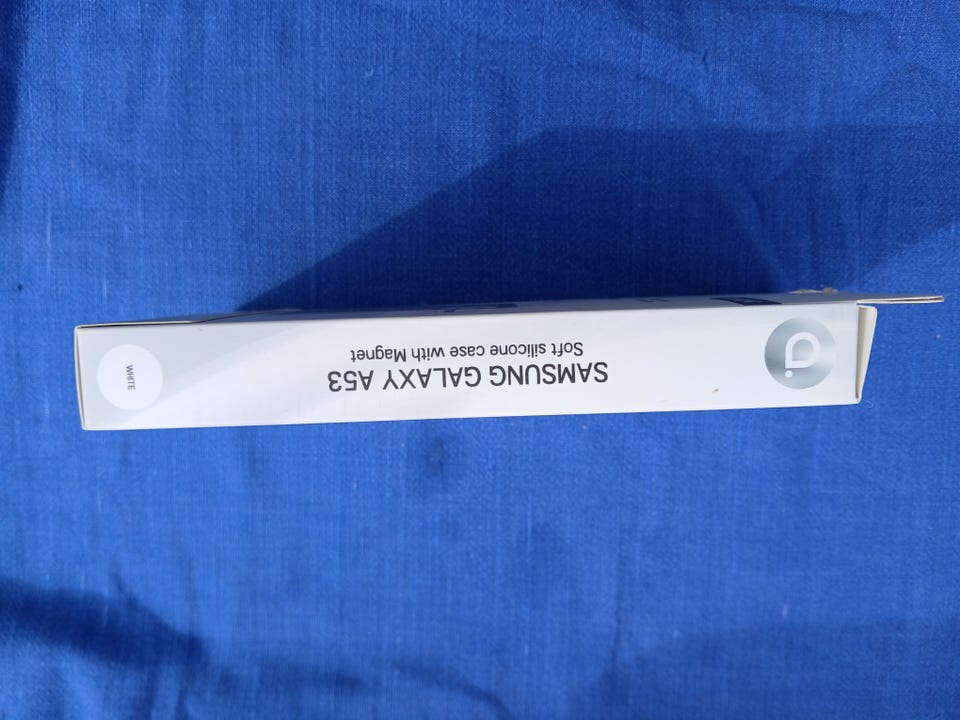 SAMSUNG GALAXY A53
Soft silicone case with Magnet
WHITE
a.